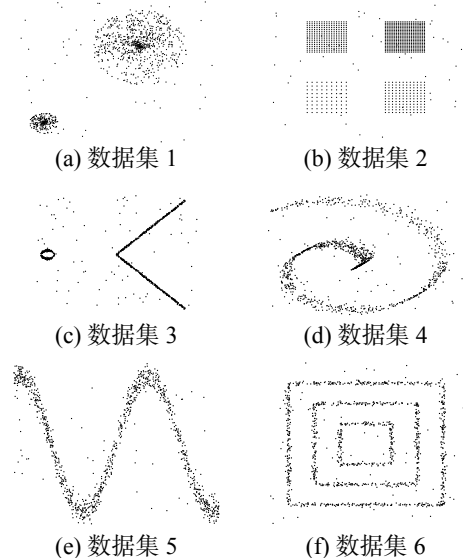 (a) 数据集 1
(b) 数据集 2
(c) 数据集 3
(d) 数据集 4
(e) 数据集 5
(f) 数据集 6